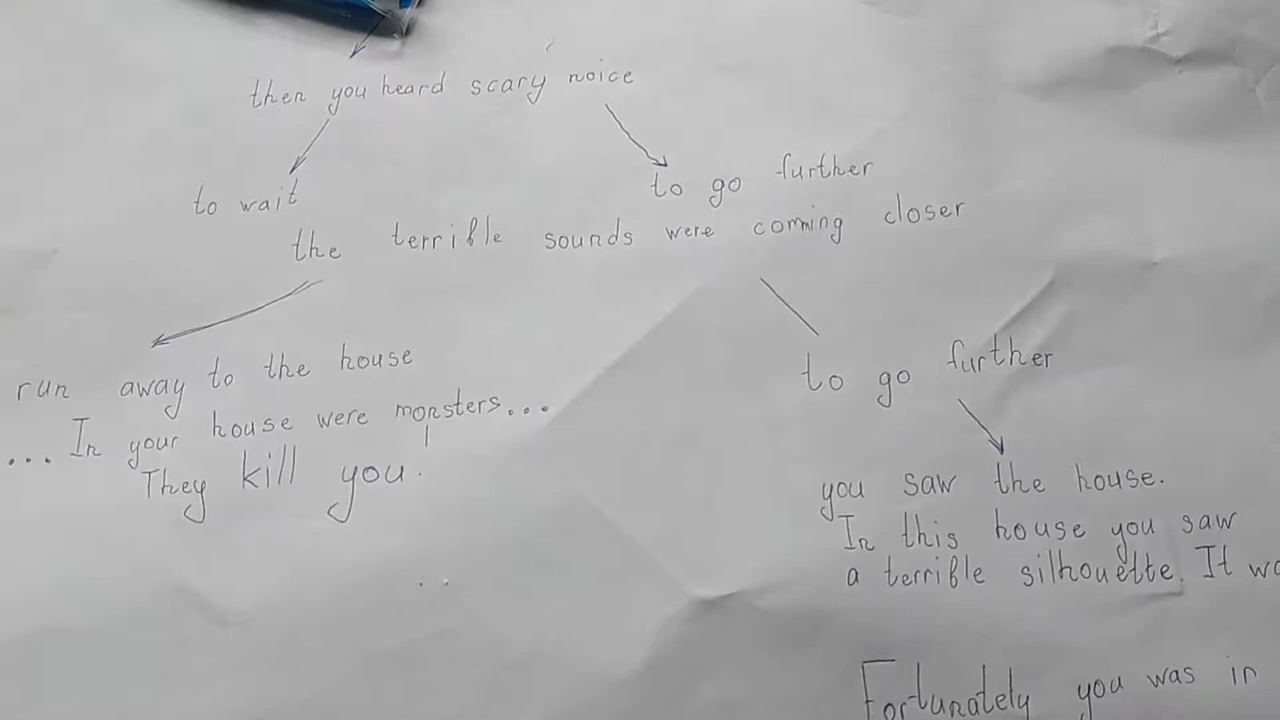 then you heard scary noice
to wait
to go further
the terrible sounds were coming closer
run away to the house
... In your house were monsters...
They kill you!
to go further
you saw the house.
In this house you saw
a terrible silhouette. It
Fortunately you was in